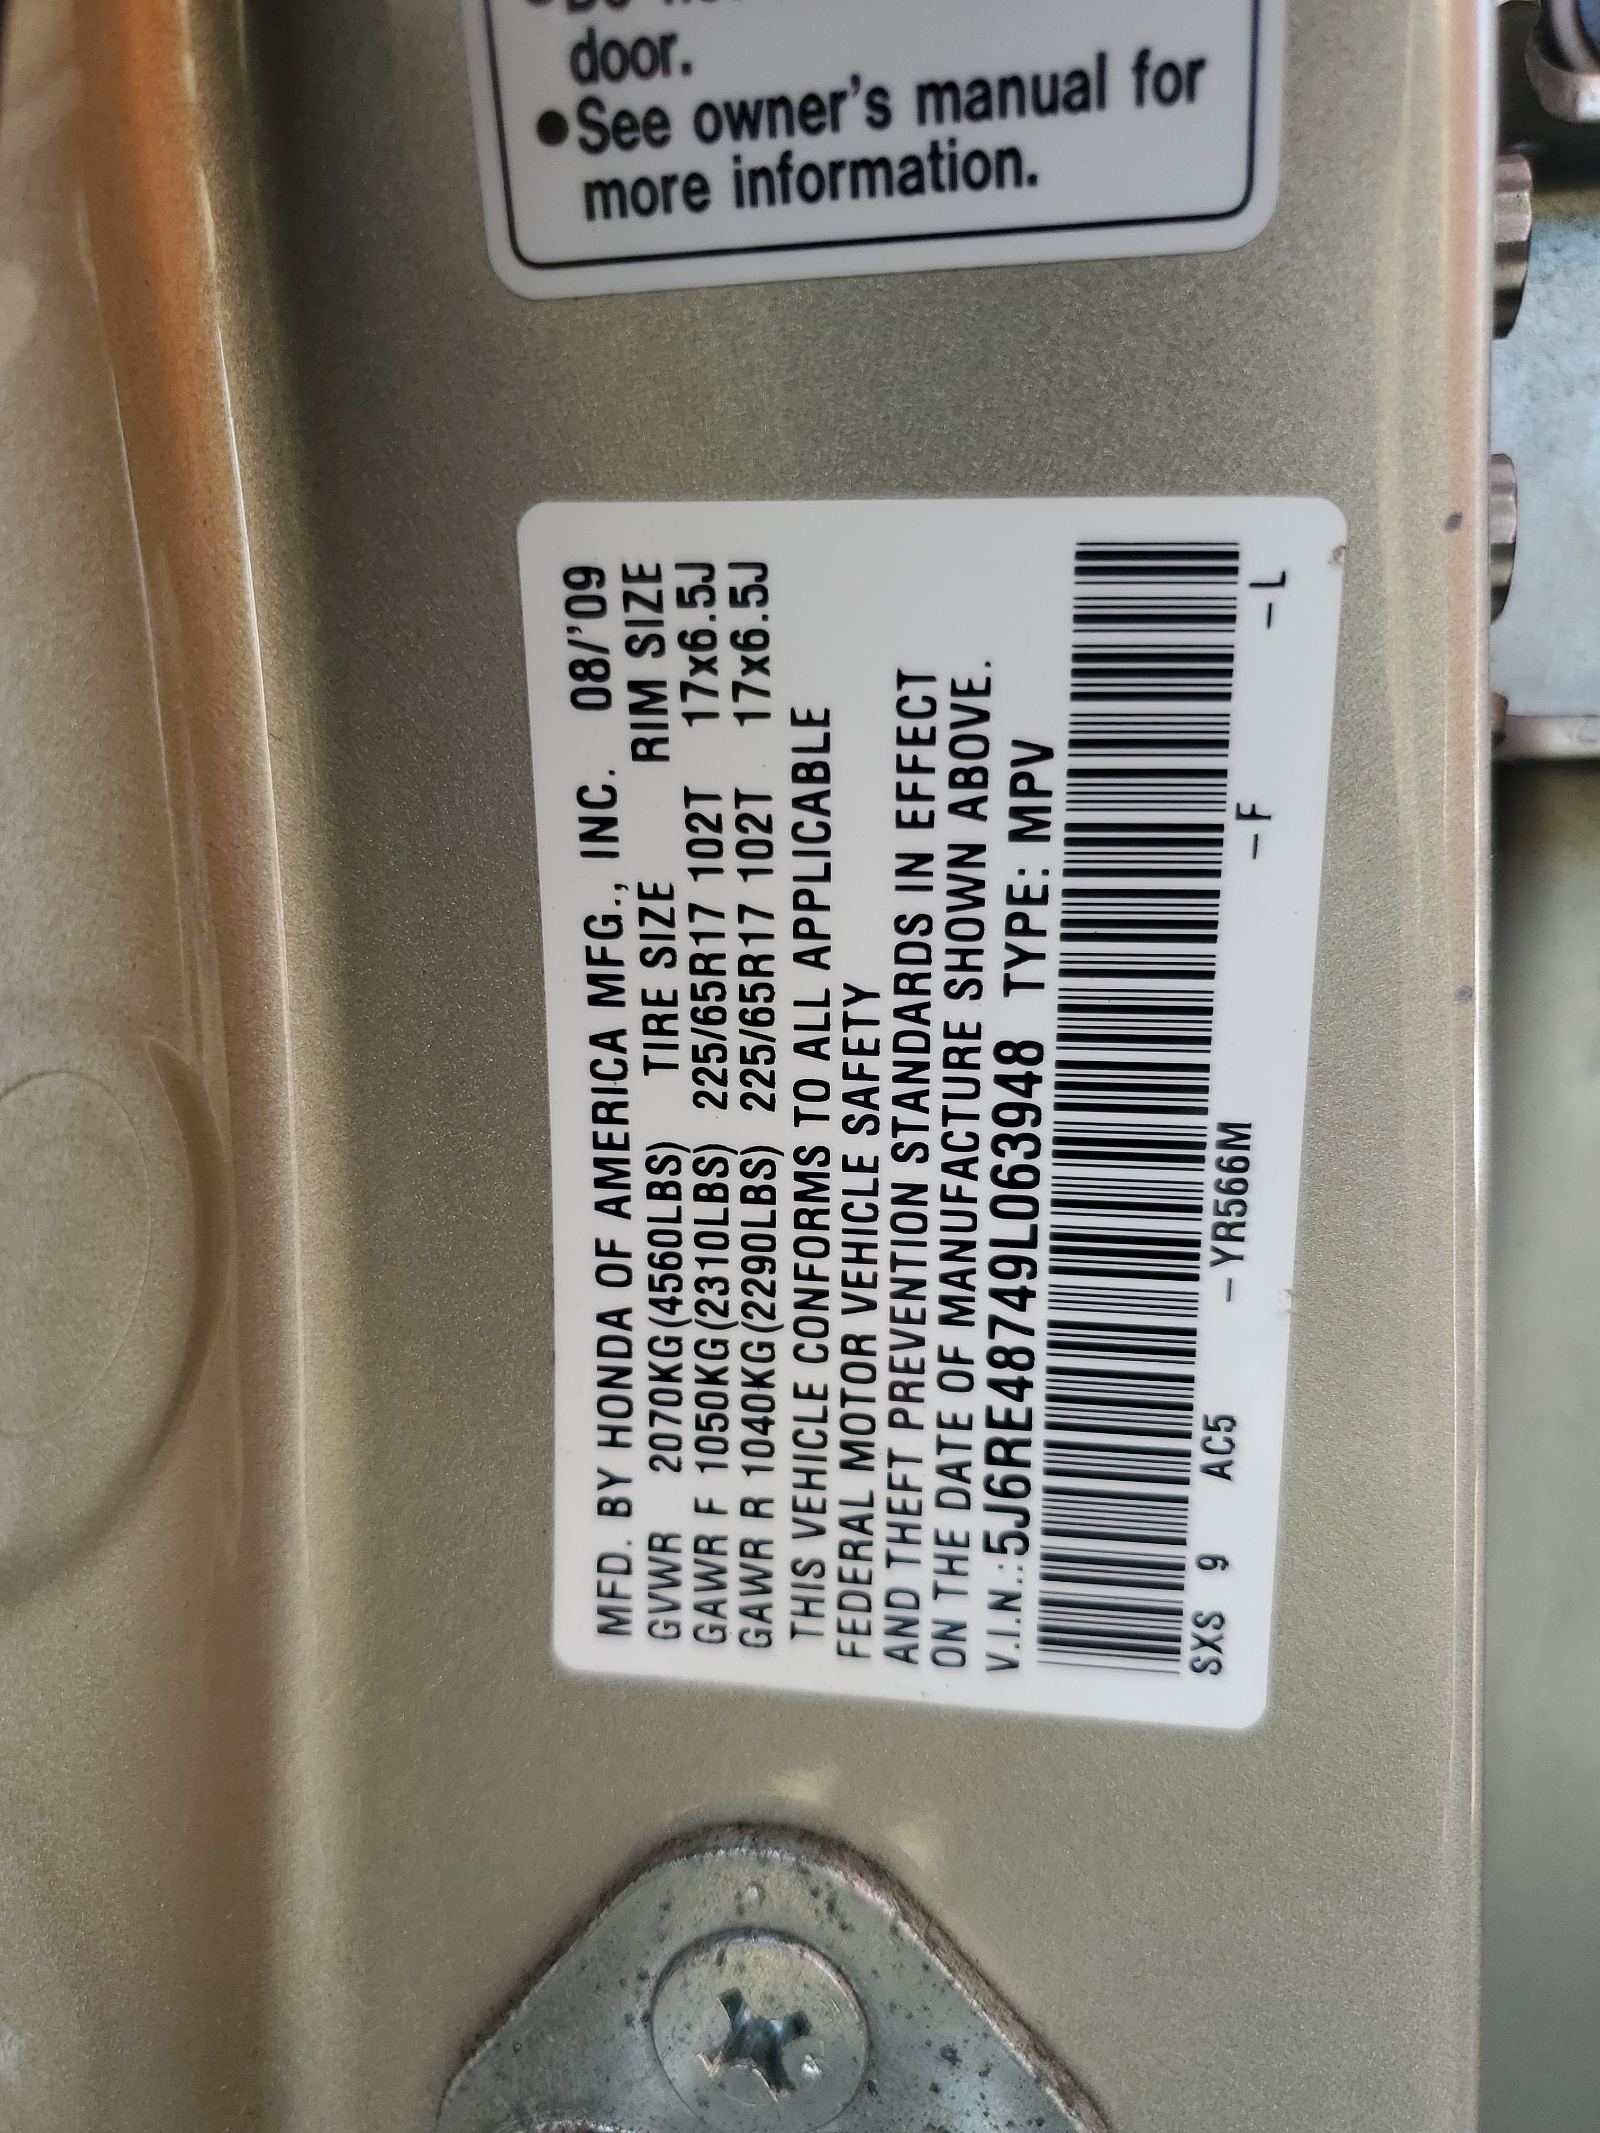 door.
●See owner's manual for
more information.
MFD. BY HONDA OF AMERICA MFG., INC. 08/'09
GVWR 2070KG(4560LBS) TIRE SIZE RIM SIZE
GAWR F 1050KG(2310LBS) 225/65R17 102T 17x6.5J
GAWR R 1040KG(2290LBS) 225/65R17 102T 17x6.5J
THIS VEHICLE CONFORMS TO ALL APPLICABLE
FEDERAL MOTOR VEHICLE SAFETY
AND THEFT PREVENTION STANDARDS IN EFFECT
ON THE DATE OF MANUFACTURE SHOWN ABOVE.
V.I.N.:5J6RE48749L063948 TYPE: MPV
SXS 9 AC5 -YR566M -F -L